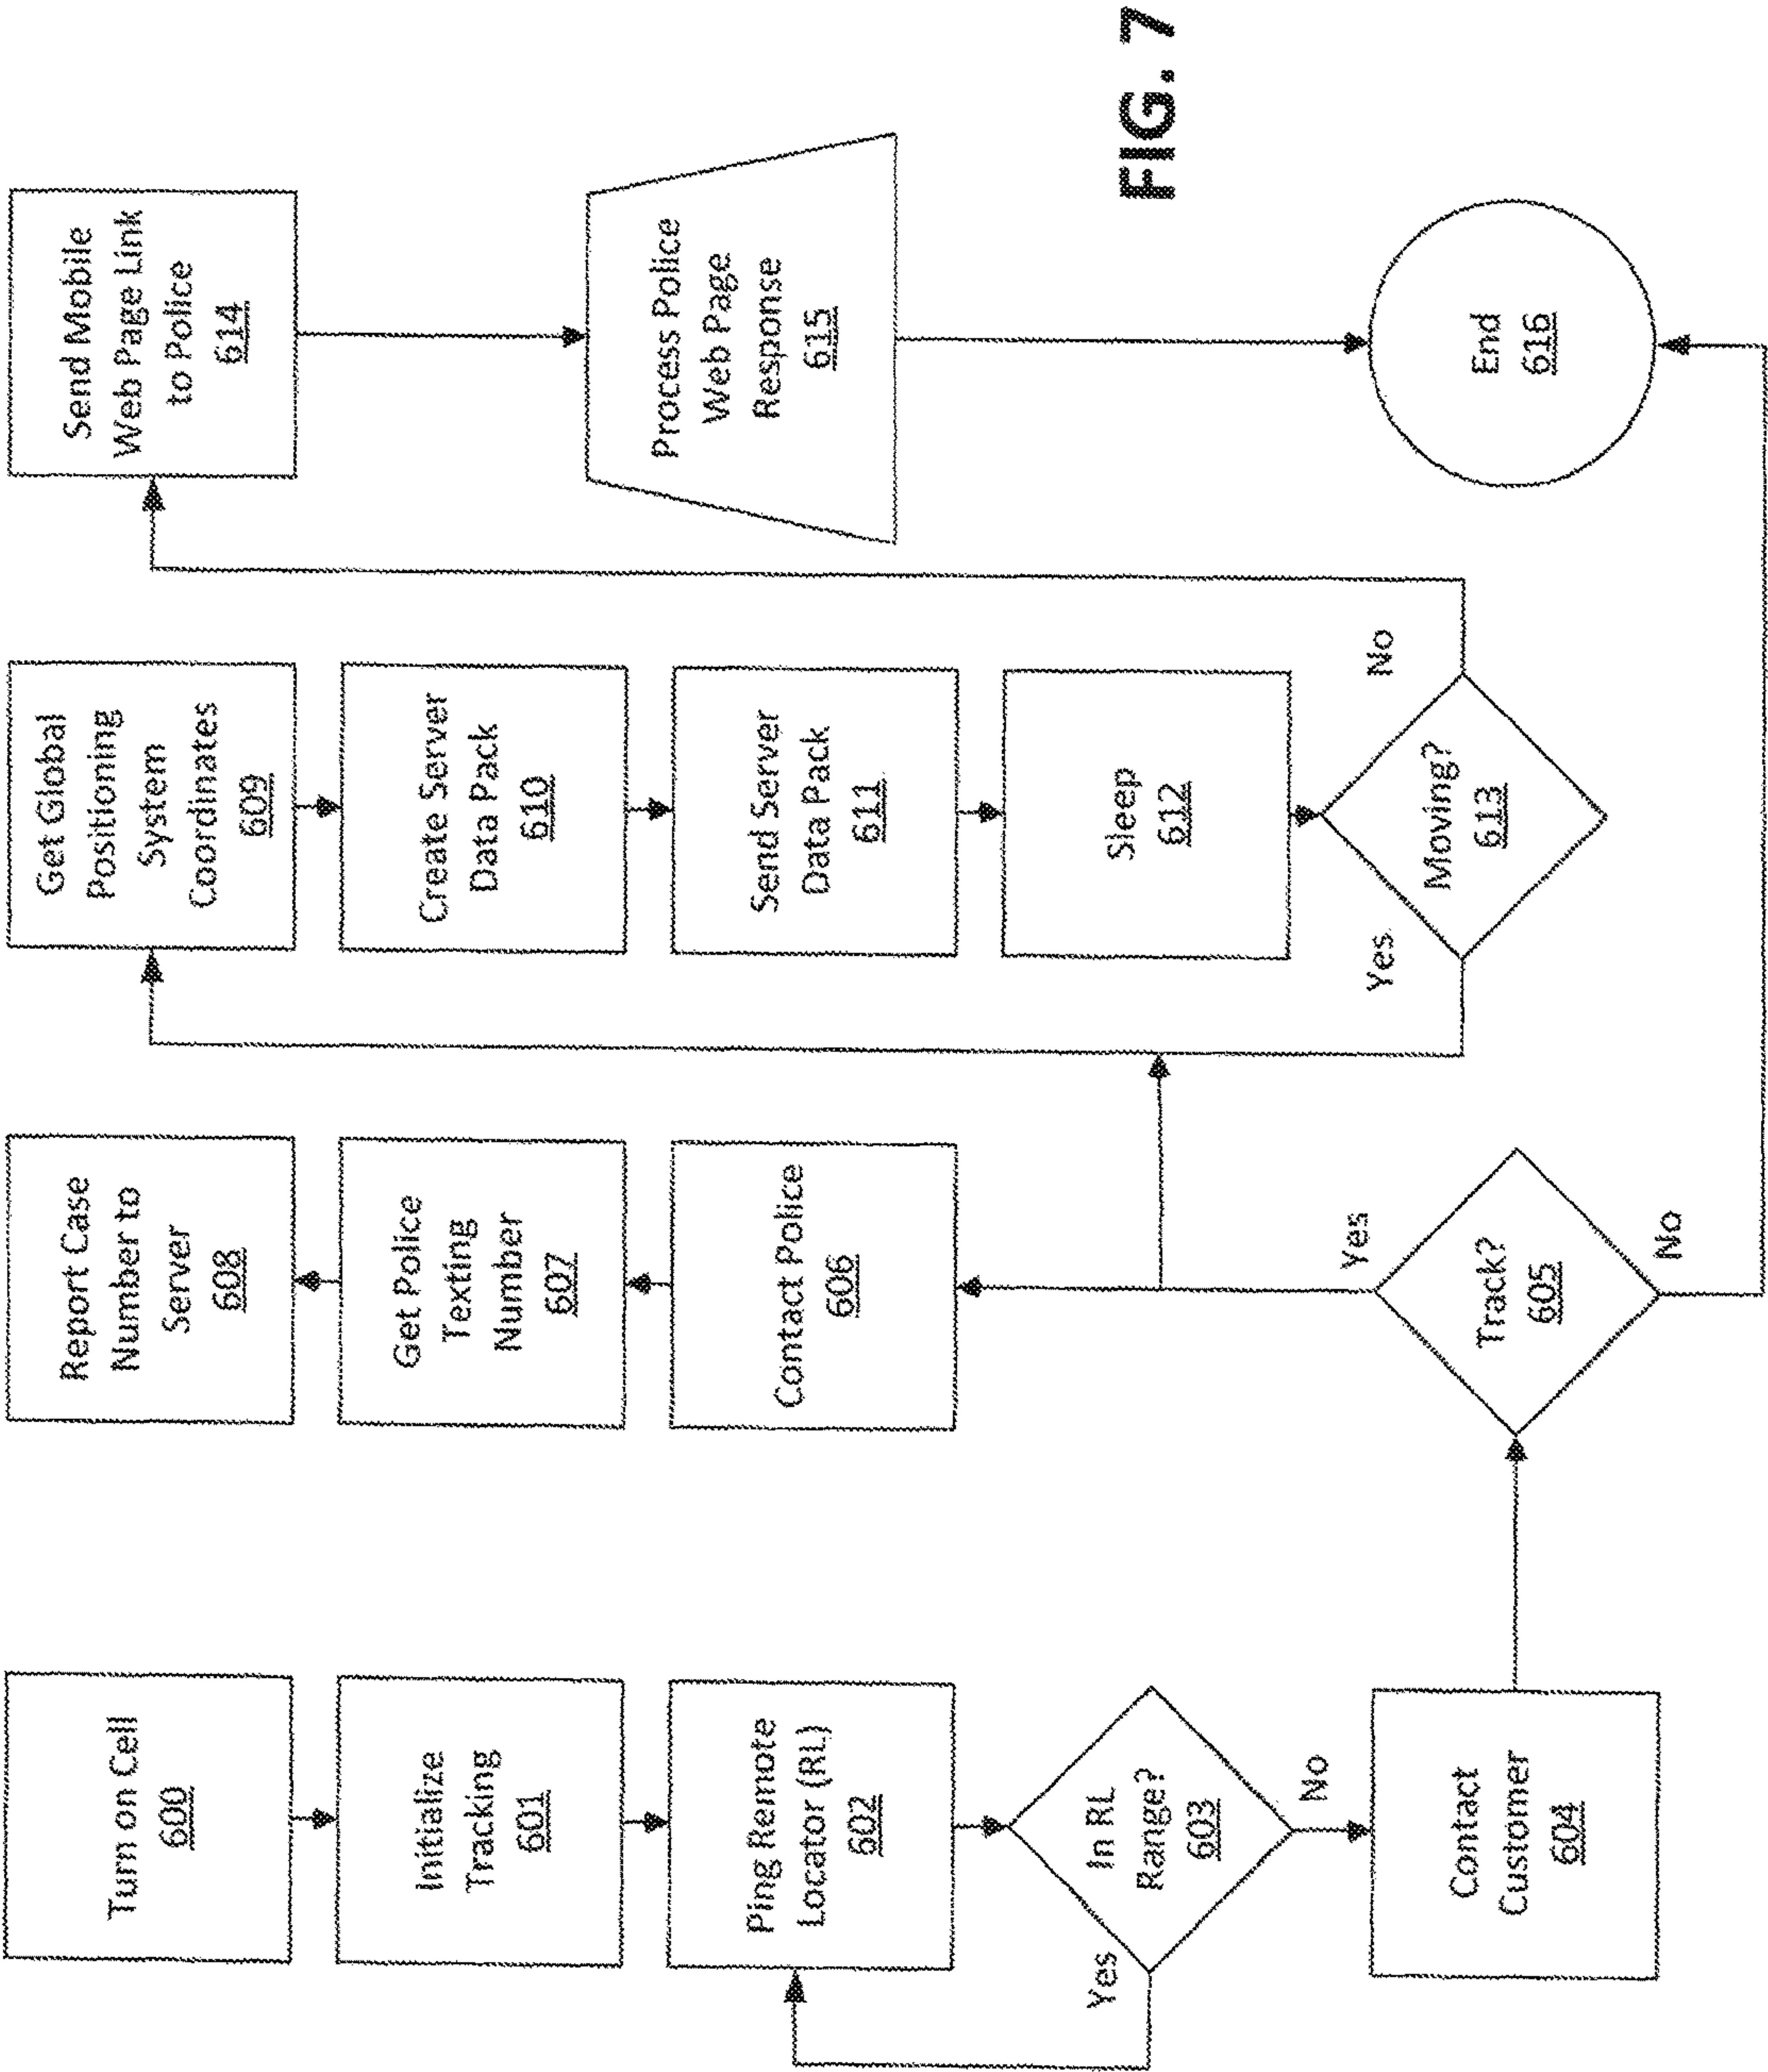 Turn on Cell
600
Initialize
Tracking
601
Ping Remote
Locator (RL)
602
In RL
Range?
603
Yes
No
Contact
Customer
604
Report Case
Number to
Server
608
Get Police
Texting
Number
607
Contact Police
606
Yes
Track?
605
No
Get Global
Positioning
System
Coordinates
609
Create Server
Data Pack
610
Send Server
Data Pack
611
Sleep
612
Yes
Moving?
613
No
Send Mobile
Web Page Link
to Police
614
Process Police
Web Page
Response
615
End
616
FIG. 7